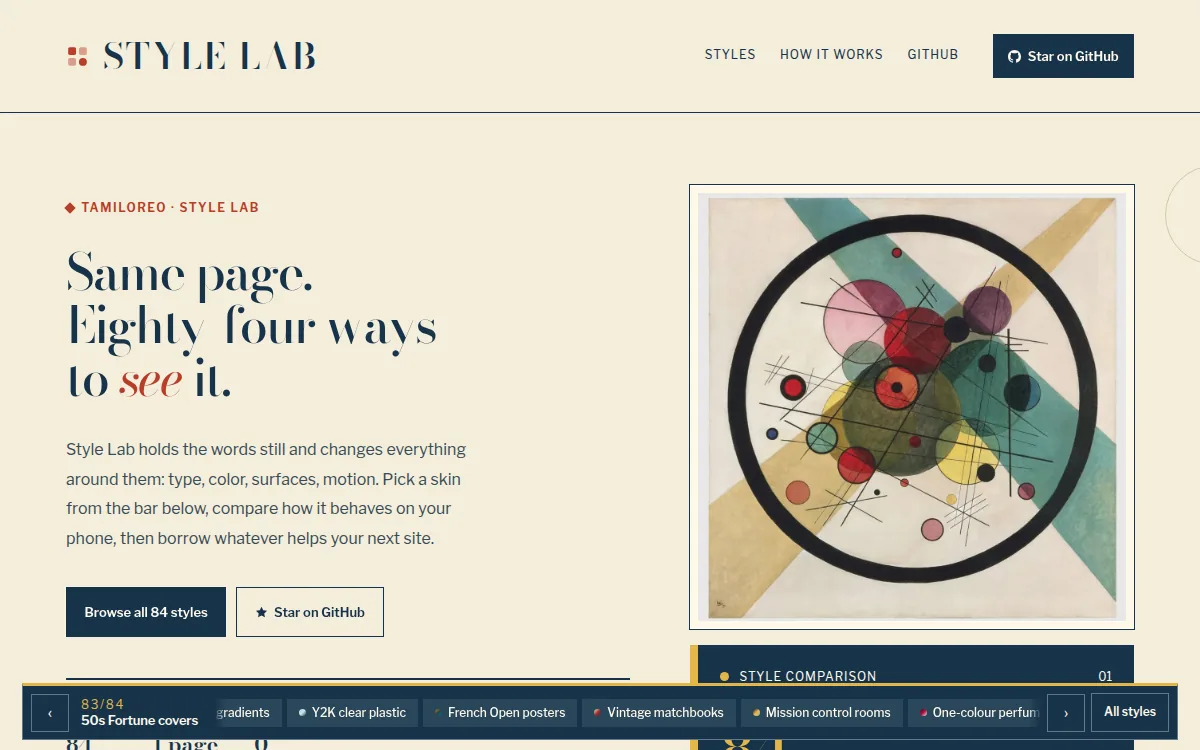 STYLE LAB
STYLES
HOW IT WORKS
GITHUB
Star on GitHub
TAMILOREO · STYLE LAB
Same page.
Eighty four ways
to see it.
Style Lab holds the words still and changes everything
around them: type, color, surfaces, motion. Pick a skin
from the bar below, compare how it behaves on your
phone, then borrow whatever helps your next site.
Browse all 84 styles
★ Star on GitHub
STYLE COMPARISON
01
‹
83/84
50s Fortune covers
gradients
Y2K clear plastic
French Open posters
Vintage matchbooks
Mission control rooms
One-colour perfum
›
All styles
84
1 page
0